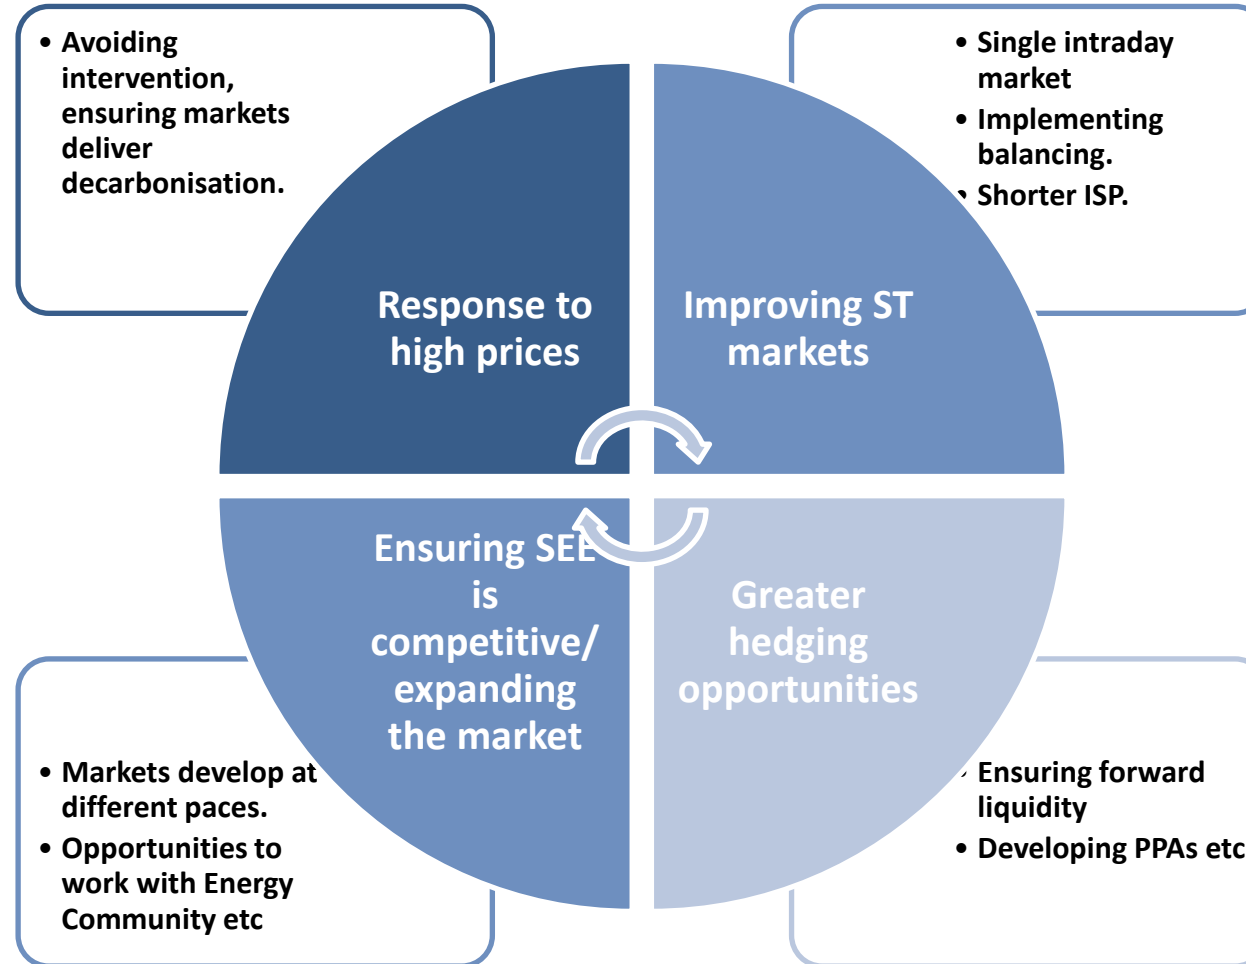 • Avoiding
intervention,
ensuring markets
deliver
decarbonisation.
• Single intraday
market
• Implementing
balancing.
• Shorter ISP.
Response to
high prices
Improving ST
markets
Ensuring SEE
is
competitive/
expanding
the market
Greater
hedging
opportunities
• Markets develop at
different paces.
• Opportunities to
work with Energy
Community etc
• Ensuring forward
liquidity
• Developing PPAs etc